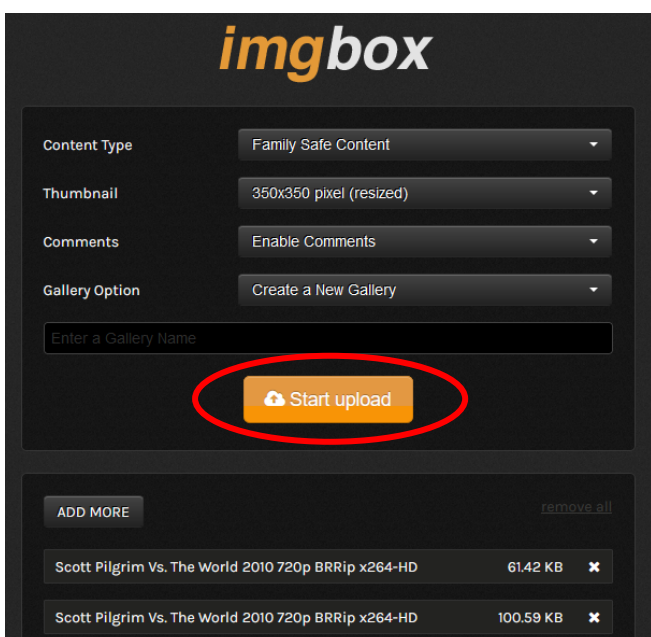 imgbox
Content Type Family Safe Content
Thumbnail 350x350 pixel (resized)
Comments Enable Comments
Gallery Option Create a New Gallery
Enter a Gallery Name
Start upload
ADD MORE remove all
Scott Pilgrim Vs. The World 2010 720p BRRip x264-HD 61.42 KB ✖
Scott Pilgrim Vs. The World 2010 720p BRRip x264-HD 100.59 KB ✖